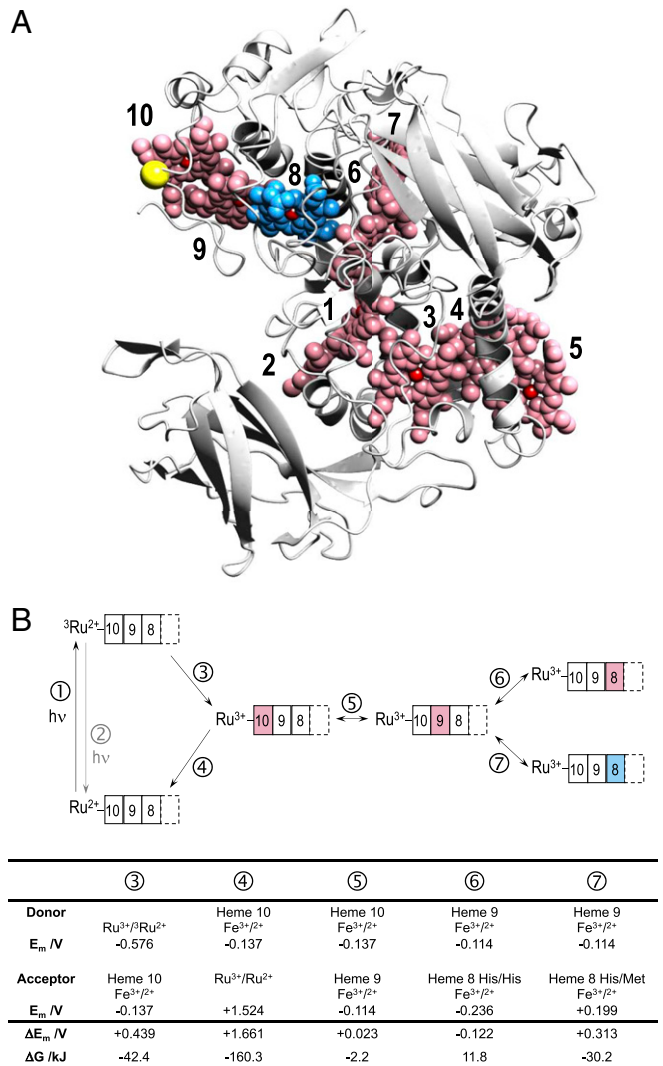 A
10
7
8
6
9
1
3
4
2
5
B
³Ru²⁺ 10 9 8
① hν
② hν
③
④
Ru³⁺ 10 9 8
⑤
Ru³⁺ 10 9 8
⑥
Ru³⁺ 10 9 8
⑦
Ru³⁺ 10 9 8
Ru²⁺ 10 9 8
③ ④ ⑤ ⑥ ⑦
Donor Heme 10 Heme 10 Heme 9 Heme 9
Ru³⁺/³Ru²⁺ Fe³⁺/²⁺ Fe³⁺/²⁺ Fe³⁺/²⁺ Fe³⁺/²⁺
Eₘ /V -0.576 -0.137 -0.137 -0.114 -0.114
Acceptor Heme 10 Ru³⁺/Ru²⁺ Heme 9 Heme 8 His/His Heme 8 His/Met
Fe³⁺/²⁺ Fe³⁺/²⁺ Fe³⁺/²⁺ Fe³⁺/²⁺
Eₘ /V -0.137 +1.524 -0.114 -0.236 +0.199
ΔEₘ /V +0.439 +1.661 +0.023 -0.122 +0.313
ΔG /kJ -42.4 -160.3 -2.2 11.8 -30.2